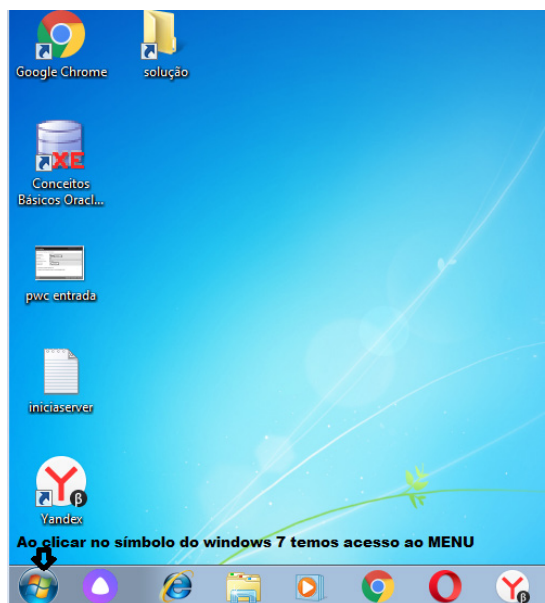 Google Chrome
solução
Conceitos
Básicos Oracl...
pwc entrada
iniciaserver
Yandex
Ao clicar no símbolo do windows 7 temos acesso ao MENU